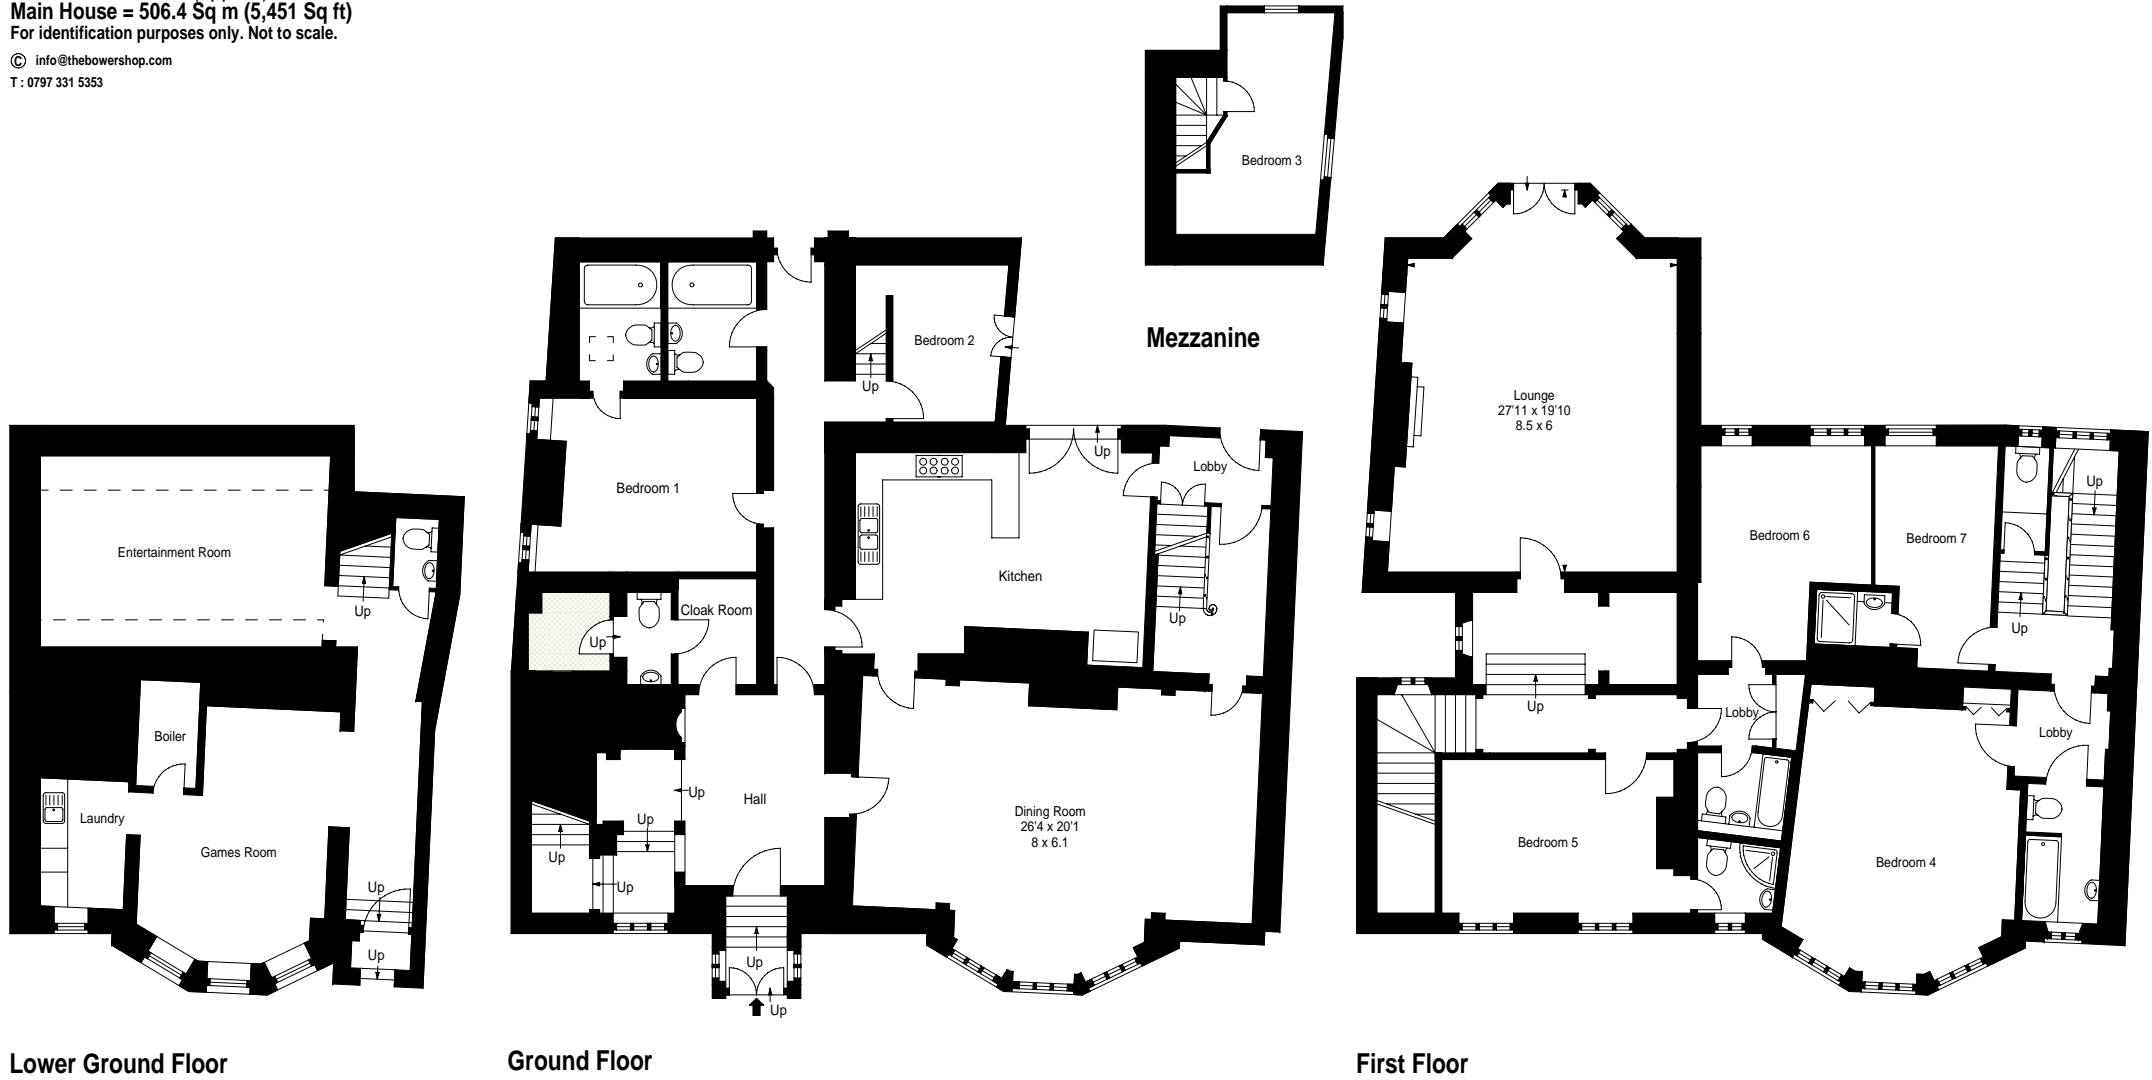 Main House = 506.4 Sq m (5,451 Sq ft)
For identification purposes only. Not to scale.
© info@thebowershop.com
T : 0797 331 5353
Bedroom 3
Mezzanine
Entertainment Room
Up
Boiler
Laundry
Games Room
Up
Up
Lower Ground Floor
Bedroom 2
Up
Bedroom 1
Up
Lobby
Kitchen
Cloak Room
Up
Up
Up
Hall
Up
Up
Up
Dining Room
26'4 x 20'1
8 x 6.1
Up
Up
Ground Floor
Lounge
27'11 x 19'10
8.5 x 6
Up
Bedroom 6
Bedroom 7
Up
Up
Lobby
Lobby
Bedroom 5
Bedroom 4
First Floor